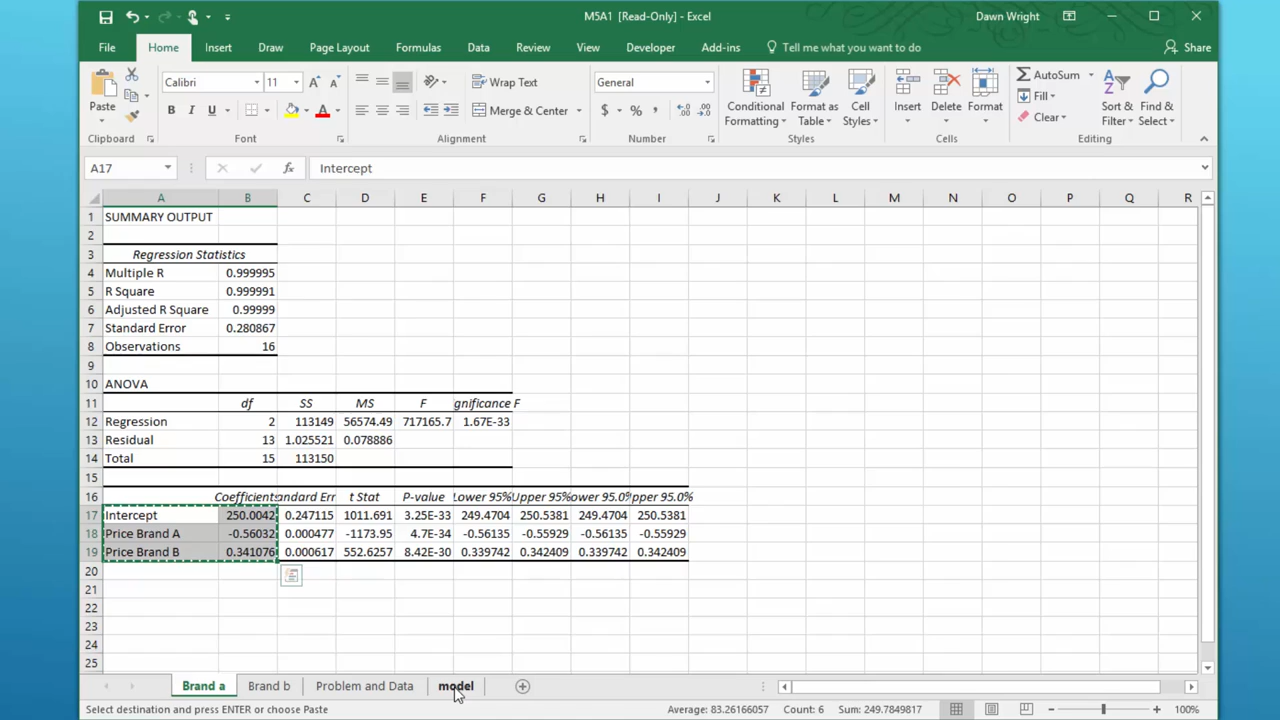 M5A1 [Read-Only] - Excel
Dawn Wright
File Home Insert Draw Page Layout Formulas Data Review View Developer Add-ins Tell me what you want to do Share
Paste
Clipboard
Calibri 11
B I U
Font
Wrap Text
Merge & Center
Alignment
General
$ % ,
Number
Conditional Formatting
Format as Table
Cell Styles
Styles
Insert Delete Format
Cells
AutoSum
Fill
Clear
Sort & Filter
Find & Select
Editing
A17 fx Intercept
A B C D E F G H I J K L M N O P Q R
1 SUMMARY OUTPUT
2
3 Regression Statistics
4 Multiple R 0.999995
5 R Square 0.999991
6 Adjusted R Square 0.99999
7 Standard Error 0.280867
8 Observations 16
9
10 ANOVA
11 df SS MS F gnificance F
12 Regression 2 113149 56574.49 717165.7 1.67E-33
13 Residual 13 1.025521 0.078886
14 Total 15 113150
15
16 Coefficients andard Err t Stat P-value Lower 95% Upper 95% ower 95.0% pper 95.0%
17 Intercept 250.0042 0.247115 1011.691 3.25E-33 249.4704 250.5381 249.4704 250.5381
18 Price Brand A -0.56032 0.000477 -1173.95 4.7E-34 -0.56135 -0.55929 -0.56135 -0.55929
19 Price Brand B 0.341076 0.000617 552.6257 8.42E-30 0.339742 0.342409 0.339742 0.342409
20
21
22
23
24
25
Brand a Brand b Problem and Data model
Select destination and press ENTER or choose Paste Average: 83.26166057 Count: 6 Sum: 249.7849817 100%